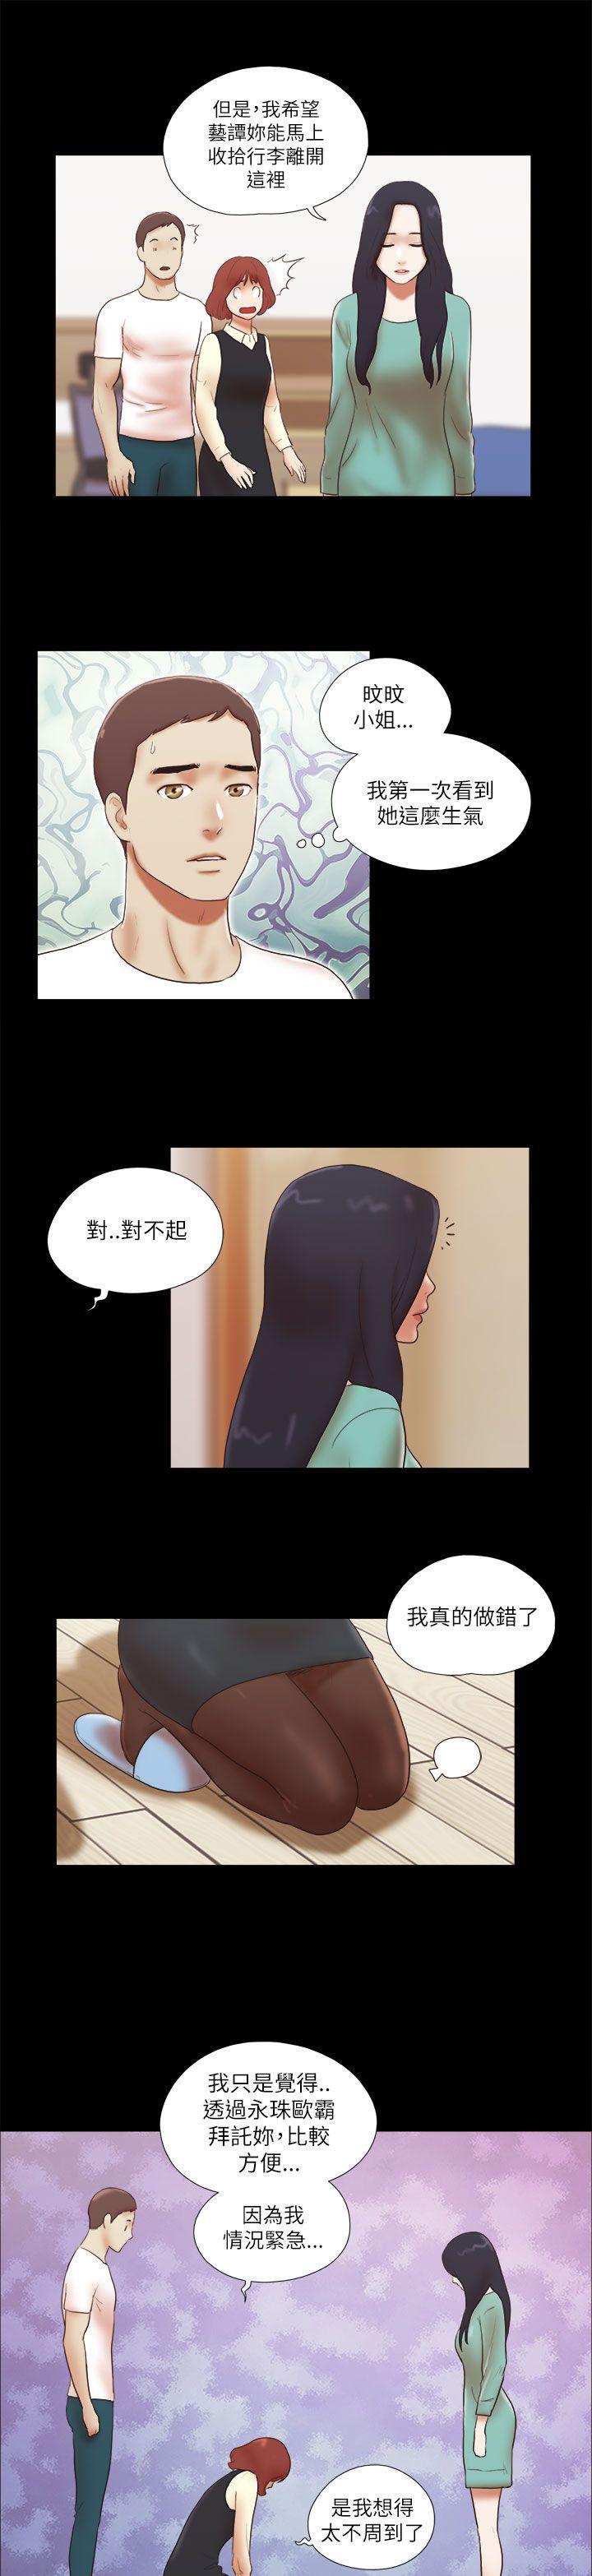 但是，我希望
藝譚妳能馬上
收拾行李離開
這裡
旼旼
小姐...
我第一次看到
她這麼生氣
對..對不起
我真的做錯了
我只是覺得..
透過永珠歐霸
拜託妳，比較
方便...
因為我
情況緊急...
是我想得
太不周到了